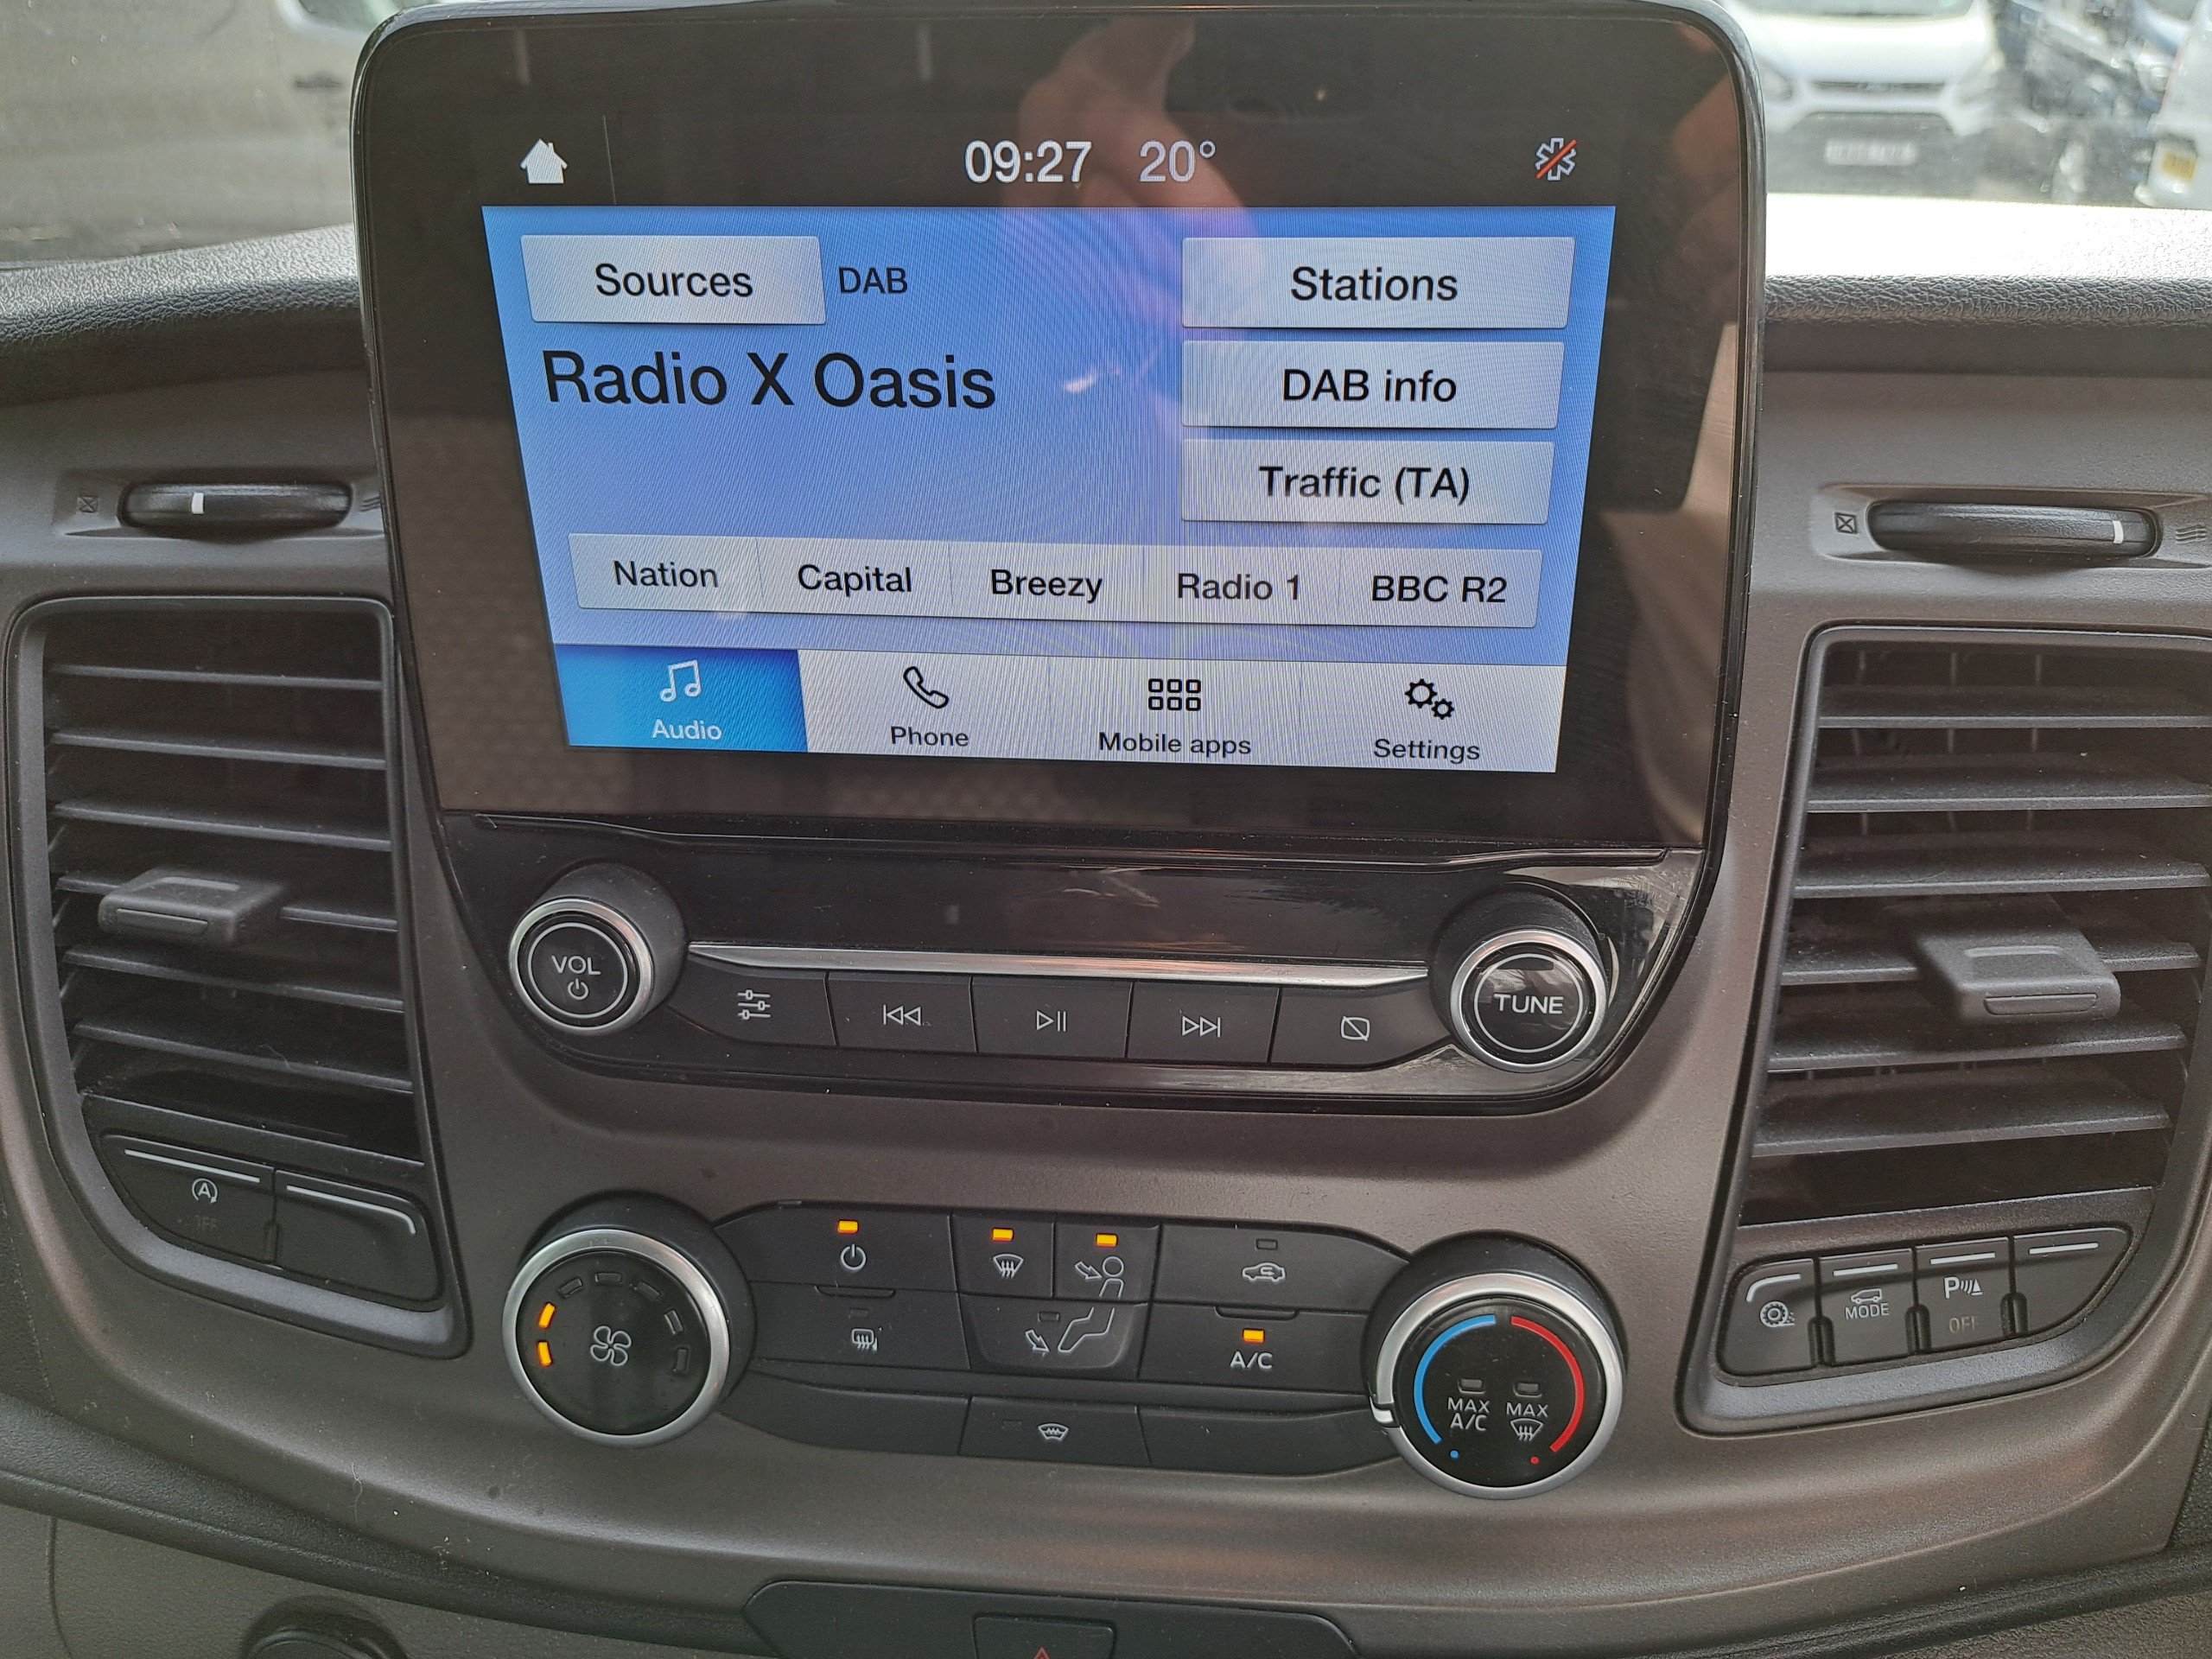 09:27 20°
Sources DAB Stations
Radio X Oasis
DAB info
Traffic (TA)
Nation Capital Breezy Radio 1 BBC R2
Audio Phone Mobile apps Settings
VOL
TUNE
A
OFF
A/C
MAX A/C
MAX
MODE
P
OFF